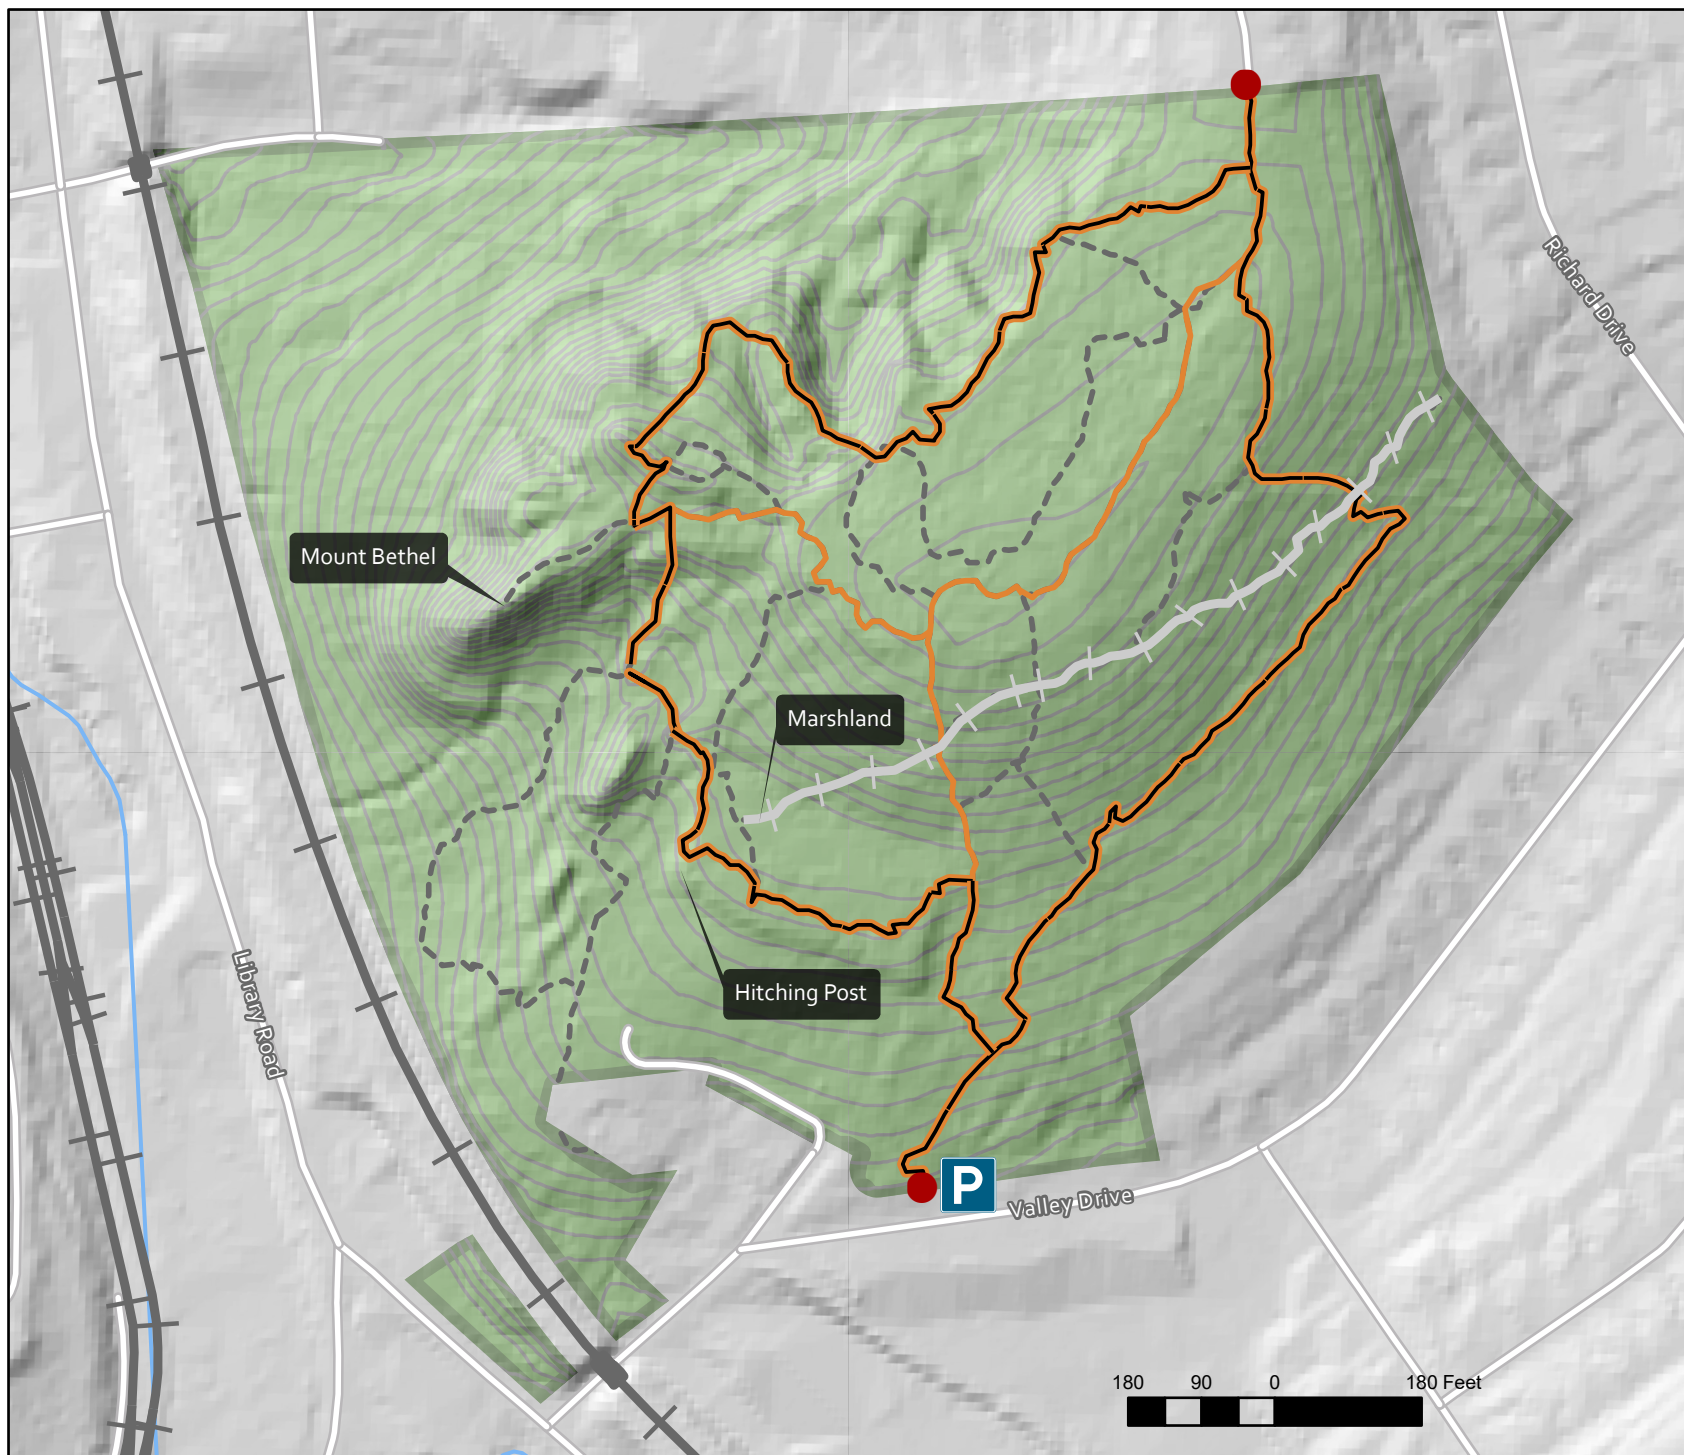 Richard Drive
Mount Bethel
Marshland
Hitching Post
Library Road
P
Valley Drive
180 90 0 180 Feet